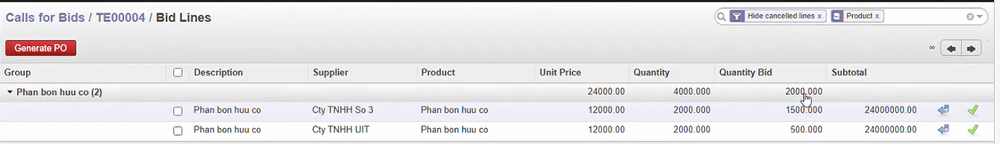 Calls for Bids / TE00004 / Bid Lines
Hide cancelled lines x Product x
Generate PO
Group Description Supplier Product Unit Price Quantity Quantity Bid Subtotal
Phan bon huu co (2) 24000.00 4000.000 2000.000
Phan bon huu co Cty TNHH So 3 Phan bon huu co 12000.00 2000.000 1500.000 24000000.00
Phan bon huu co Cty TNHH UIT Phan bon huu co 12000.00 2000.000 500.000 24000000.00